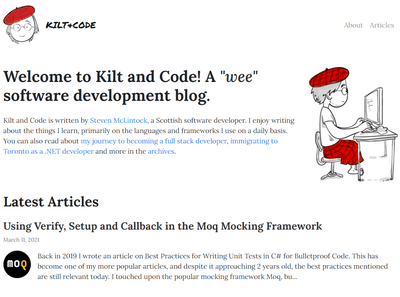 KILT+CODE
About Articles
Welcome to Kilt and Code! A "wee"
software development blog.
Kilt and Code is written by Steven McLintock, a Scottish software developer. I enjoy writing
about the things I learn, primarily on the languages and frameworks I use on a daily basis.
You can also read about my journey to becoming a full stack developer, immigrating to
Toronto as a .NET developer and more in the archives.
Latest Articles
Using Verify, Setup and Callback in the Moq Mocking Framework
March 11, 2021
MOQ
Back in 2019 I wrote an article on Best Practices for Writing Unit Tests in C# for Bulletproof Code. This has
become one of my more popular articles, and despite it approaching 2 years old, the best practices mentioned
are still relevant today. I touched upon the popular mocking framework Moq, bu...